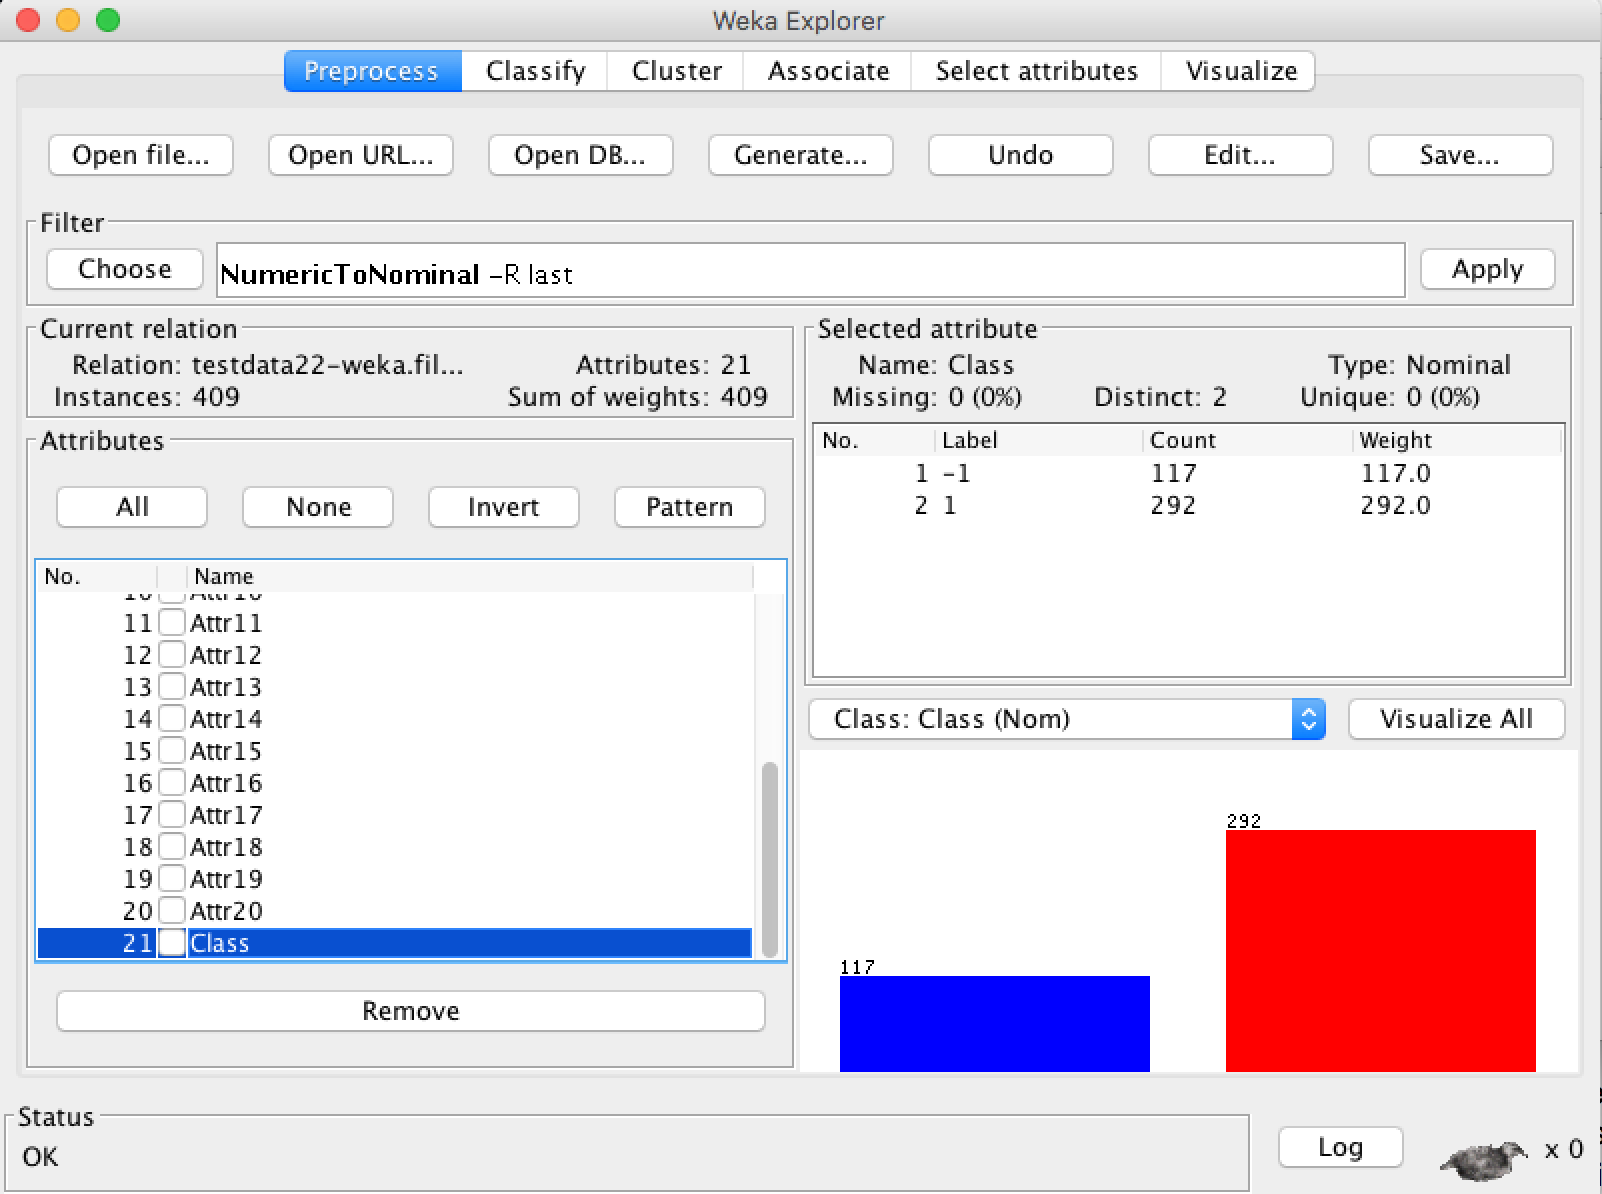 Weka Explorer
Preprocess Classify Cluster Associate Select attributes Visualize
Open file... Open URL... Open DB... Generate... Undo Edit... Save...
Filter
Choose NumericToNominal -R last Apply
Current relation
Relation: testdata22-weka.fil... Attributes: 21
Instances: 409 Sum of weights: 409
Selected attribute
Name: Class Type: Nominal
Missing: 0 (0%) Distinct: 2 Unique: 0 (0%)
No. Label Count Weight
1 -1 117 117.0
2 1 292 292.0
Attributes
All None Invert Pattern
No. Name
10 Attr10
11 Attr11
12 Attr12
13 Attr13
14 Attr14
15 Attr15
16 Attr16
17 Attr17
18 Attr18
19 Attr19
20 Attr20
21 Class
Remove
Class: Class (Nom) Visualize All
117
292
Status
OK
Log x 0